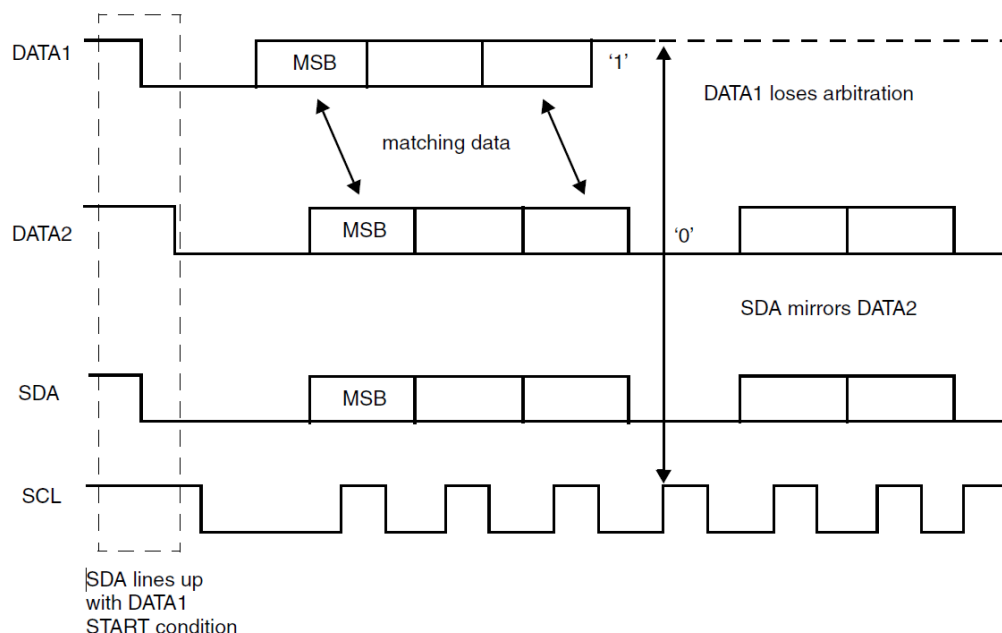 DATA1
MSB
‘1’
DATA1 loses arbitration
matching data
DATA2
MSB
‘0’
SDA mirrors DATA2
SDA
MSB
SCL
SDA lines up
with DATA1
START condition